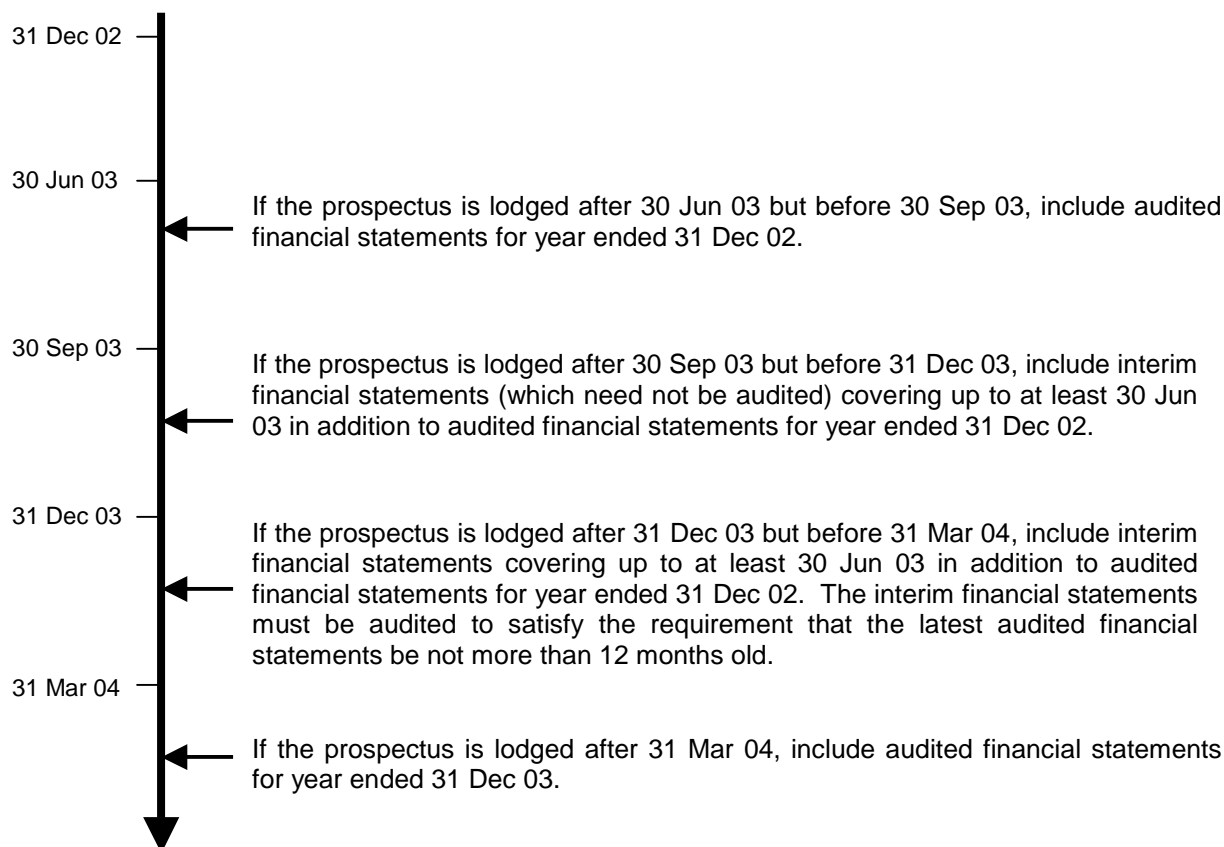 31 Dec 02
30 Jun 03
If the prospectus is lodged after 30 Jun 03 but before 30 Sep 03, include audited
financial statements for year ended 31 Dec 02.
30 Sep 03
If the prospectus is lodged after 30 Sep 03 but before 31 Dec 03, include interim
financial statements (which need not be audited) covering up to at least 30 Jun
03 in addition to audited financial statements for year ended 31 Dec 02.
31 Dec 03
If the prospectus is lodged after 31 Dec 03 but before 31 Mar 04, include interim
financial statements covering up to at least 30 Jun 03 in addition to audited
financial statements for year ended 31 Dec 02. The interim financial statements
must be audited to satisfy the requirement that the latest audited financial
statements be not more than 12 months old.
31 Mar 04
If the prospectus is lodged after 31 Mar 04, include audited financial statements
for year ended 31 Dec 03.